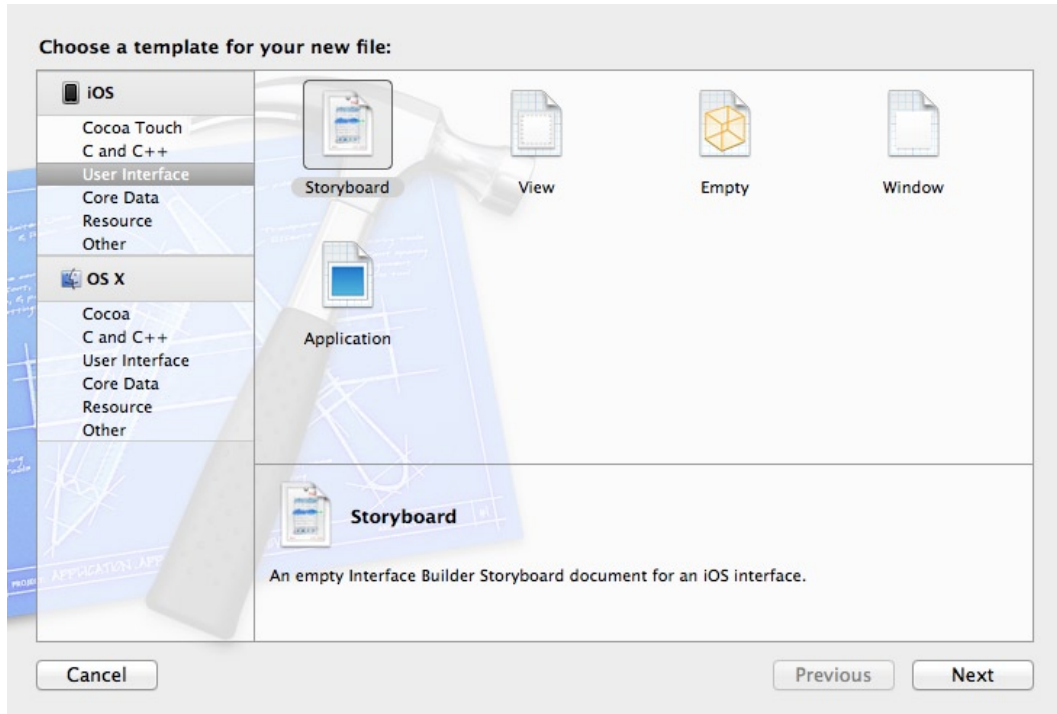 Choose a template for your new file:
iOS
Cocoa Touch
C and C++
User Interface
Core Data
Resource
Other
OS X
Cocoa
C and C++
User Interface
Core Data
Resource
Other
Storyboard
View
Empty
Window
Application
Storyboard
An empty Interface Builder Storyboard document for an iOS interface.
Cancel
Previous
Next